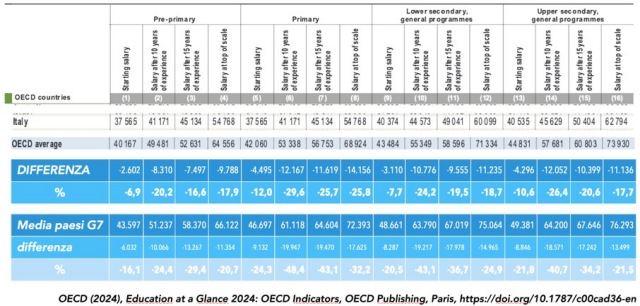 Pre-primary Primary Lower secondary, general programmes Upper secondary, general programmes
Starting salary Salary after 10 years of experience Salary after 15 years of experience Salary at top of scale Starting salary Salary after 10 years of experience Salary after 15 years of experience Salary at top of scale Starting salary Salary after 10 years of experience Salary after 15 years of experience Salary at top of scale Starting salary Salary after 10 years of experience Salary after 15 years of experience Salary at top of scale
OECD countries (1) (2) (3) (4) (5) (6) (7) (8) (9) (10) (11) (12) (13) (14) (15) (16)
Italy 37 565 41 171 45 134 54 768 37 565 41 171 45 134 54 768 40 374 44 573 49 041 60 099 40 535 45 629 50 404 62 794
OECD average 40 167 49 481 52 631 64 556 42 060 53 338 56 753 68 924 43 484 55 349 58 596 71 334 44 831 57 681 60 803 73 930
DIFFERENZA -2.602 -8.310 -7.497 -9.788 -4.495 -12.167 -11.619 -14.156 -3.110 -10.776 -9.555 -11.235 -4.296 -12.052 -10.399 -11.136
% -6,9 -20,2 -16,6 -17,9 -12,0 -29,6 -25,7 -25,8 -7,7 -24,2 -19,5 -18,7 -10,6 -26,4 -20,6 -17,7
Media paesi G7 43.597 51.237 58.370 66.122 46.697 61.118 64.604 72.393 48.661 63.790 67.019 75.064 49.381 64.200 67.646 76.293
differenza -6.032 -10.066 -13.267 -11.354 -9.132 -19.947 -19.470 -17.625 -8.287 -19.217 -17.978 -14.965 -8.846 -18.571 -17.242 -13.499
% -16,1 -24,4 -29,4 -20,7 -24,3 -48,4 -43,1 -32,2 -20,5 -43,1 -36,7 -24,9 -21,8 -40,7 -34,2 -21,5
OECD (2024), Education at a Glance 2024: OECD Indicators, OECD Publishing, Paris, https://doi.org/10.1787/c00cad36-en